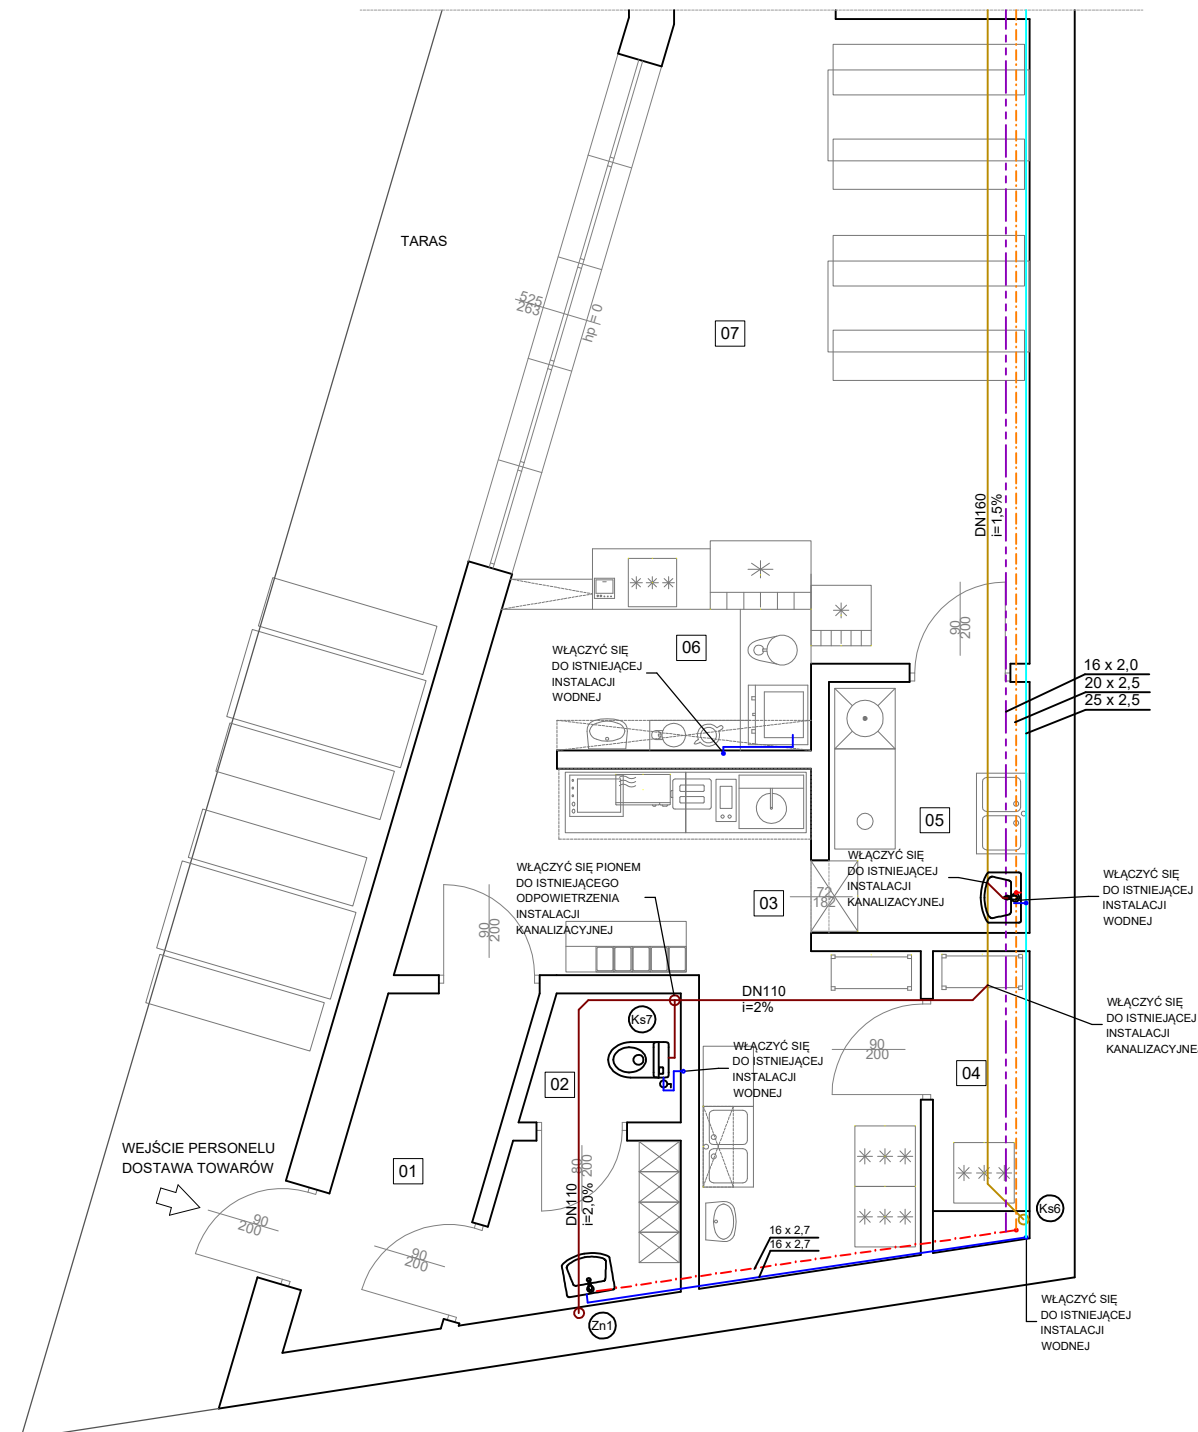 TARAS
525
263
hp = 0
07
DN160
i=1,5%
90
200
16 x 2,0
20 x 2,5
25 x 2,5
06
WŁĄCZYĆ SIĘ
DO ISTNIEJĄCEJ
INSTALACJI
WODNEJ
05
WŁĄCZYĆ SIĘ
DO ISTNIEJĄCEJ
INSTALACJI
KANALIZACYJNEJ
72
182
WŁĄCZYĆ SIĘ
DO ISTNIEJĄCEJ
INSTALACJI
WODNEJ
WŁĄCZYĆ SIĘ PIONEM
DO ISTNIEJĄCEGO
ODPOWIETRZENIA
INSTALACJI
KANALIZACYJNEJ
03
90
200
DN110
i=2%
Ks7
WŁĄCZYĆ SIĘ
DO ISTNIEJĄCEJ
INSTALACJI
WODNEJ
WŁĄCZYĆ SIĘ
DO ISTNIEJĄCEJ
INSTALACJI
KANALIZACYJNE
90
200
04
02
WEJŚCIE PERSONELU
DOSTAWA TOWARÓW
01
80
200
DN110
i=2,0%
90
200
90
200
16 x 2,7
16 x 2,7
Ks6
Zn1
WŁĄCZYĆ SIĘ
DO ISTNIEJĄCEJ
INSTALACJI
WODNEJ